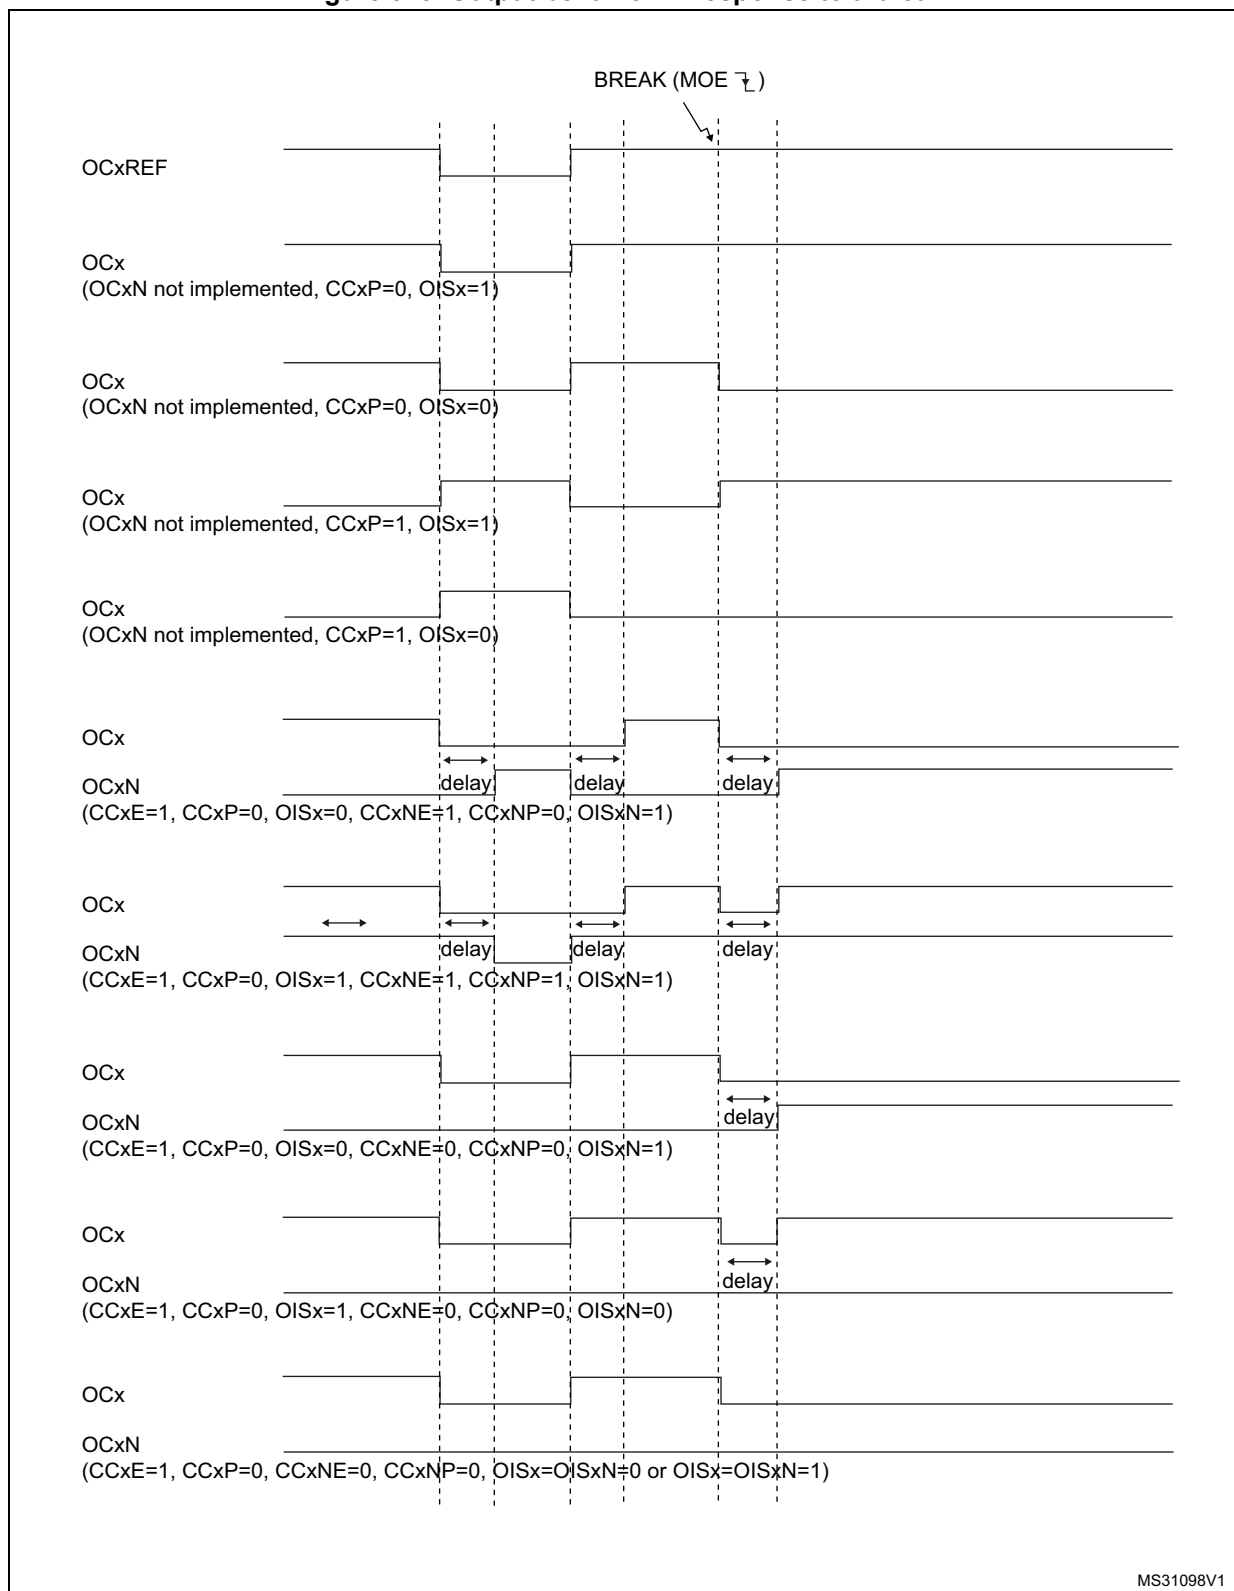 BREAK (MOE )
OCxREF
OCx
(OCxN not implemented, CCxP=0, OISx=1)
OCx
(OCxN not implemented, CCxP=0, OISx=0)
OCx
(OCxN not implemented, CCxP=1, OISx=1)
OCx
(OCxN not implemented, CCxP=1, OISx=0)
OCx
delay delay delay
OCxN
(CCxE=1, CCxP=0, OISx=0, CCxNE=1, CCxNP=0, OISxN=1)
OCx
delay delay delay
OCxN
(CCxE=1, CCxP=0, OISx=1, CCxNE=1, CCxNP=1, OISxN=1)
OCx
delay
OCxN
(CCxE=1, CCxP=0, OISx=0, CCxNE=0, CCxNP=0, OISxN=1)
OCx
delay
OCxN
(CCxE=1, CCxP=0, OISx=1, CCxNE=0, CCxNP=0, OISxN=0)
OCx
OCxN
(CCxE=1, CCxP=0, CCxNE=0, CCxNP=0, OISx=OISxN=0 or OISx=OISxN=1)
MS31098V1